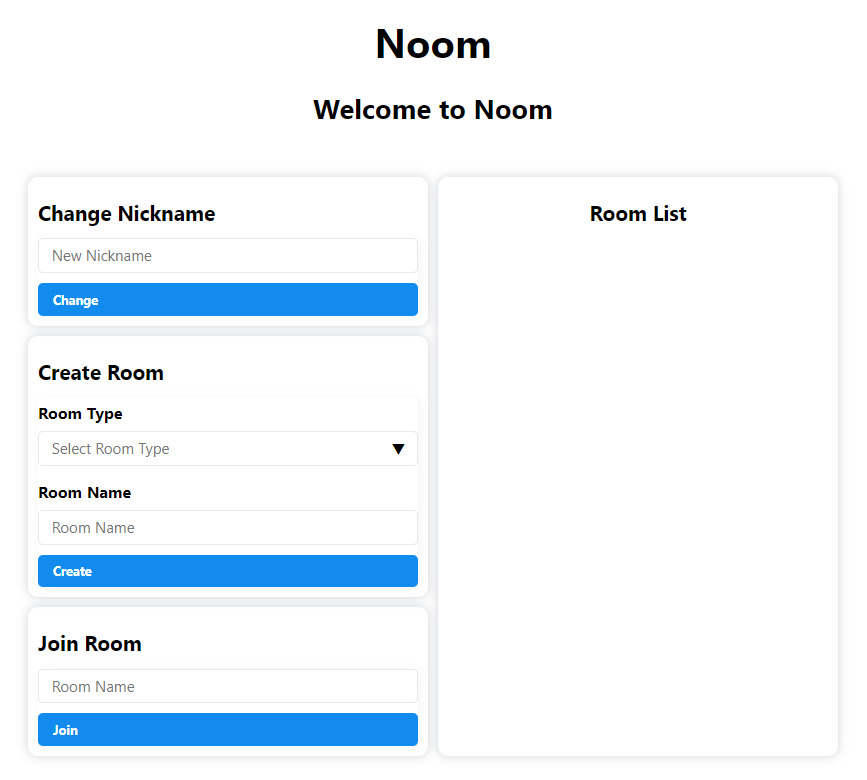 Noom
Welcome to Noom
Change Nickname
New Nickname
Change
Create Room
Room Type
Select Room Type
Room Name
Room Name
Create
Join Room
Room Name
Join
Room List